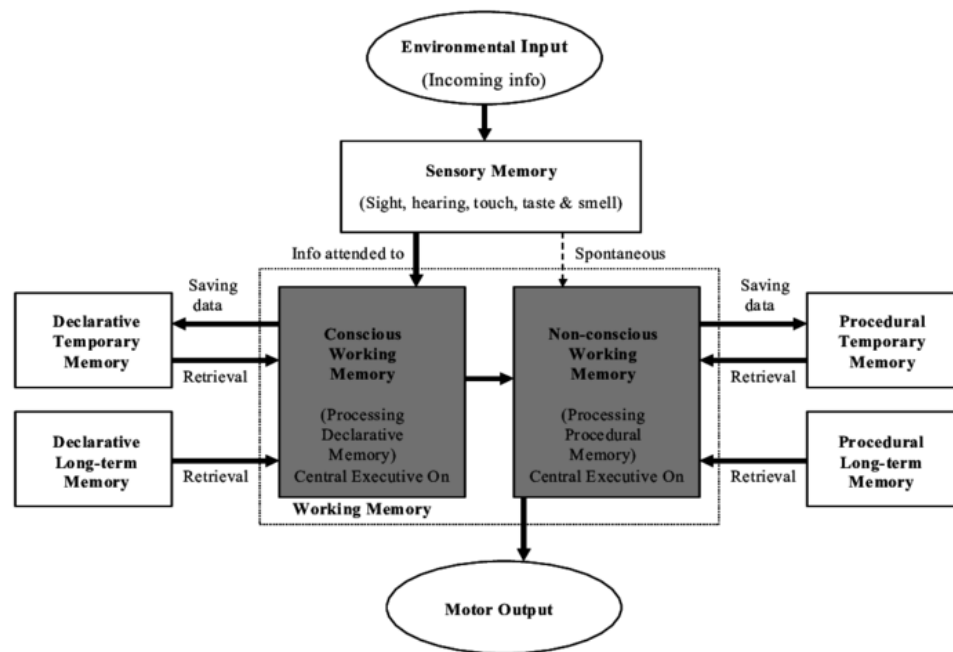 Environmental Input
(Incoming info)
Sensory Memory
(Sight, hearing, touch, taste & smell)
Info attended to
Spontaneous
Saving
data
Declarative
Temporary
Memory
Retrieval
Declarative
Long-term
Memory
Retrieval
Conscious
Working
Memory
(Processing
Declarative
Memory)
Central Executive On
Non-conscious
Working
Memory
(Processing
Procedural
Memory)
Central Executive On
Working Memory
Saving
data
Procedural
Temporary
Memory
Retrieval
Procedural
Long-term
Memory
Retrieval
Motor Output